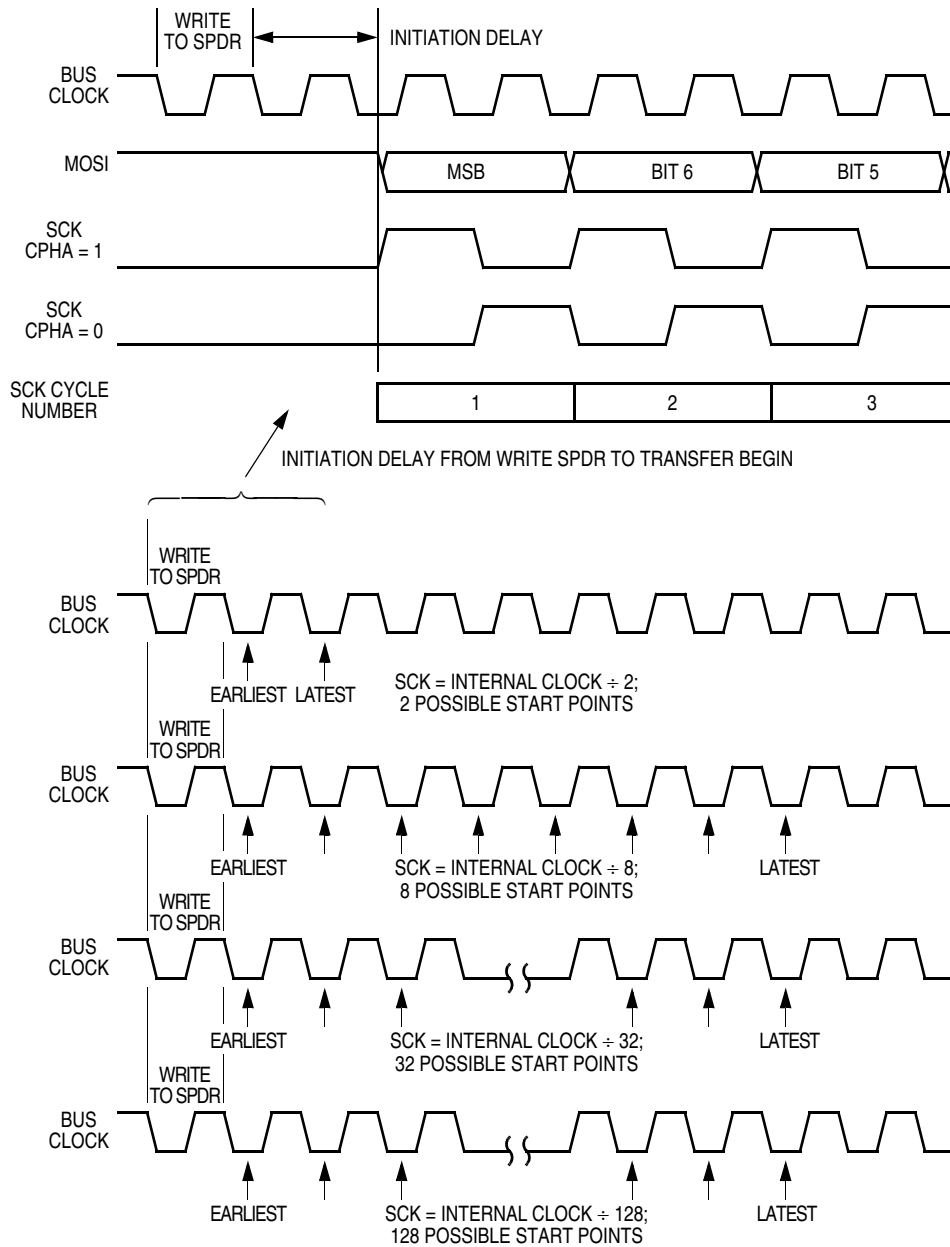 WRITE
TO SPDR
INITIATION DELAY
BUS
CLOCK
MOSI
MSB
BIT 6
BIT 5
SCK
CPHA = 1
SCK
CPHA = 0
SCK CYCLE
NUMBER
1
2
3
INITIATION DELAY FROM WRITE SPDR TO TRANSFER BEGIN
WRITE
TO SPDR
BUS
CLOCK
EARLIEST
LATEST
SCK = INTERNAL CLOCK ÷ 2;
2 POSSIBLE START POINTS
WRITE
TO SPDR
BUS
CLOCK
EARLIEST
SCK = INTERNAL CLOCK ÷ 8;
8 POSSIBLE START POINTS
LATEST
WRITE
TO SPDR
BUS
CLOCK
EARLIEST
SCK = INTERNAL CLOCK ÷ 32;
32 POSSIBLE START POINTS
LATEST
WRITE
TO SPDR
BUS
CLOCK
EARLIEST
SCK = INTERNAL CLOCK ÷ 128;
128 POSSIBLE START POINTS
LATEST